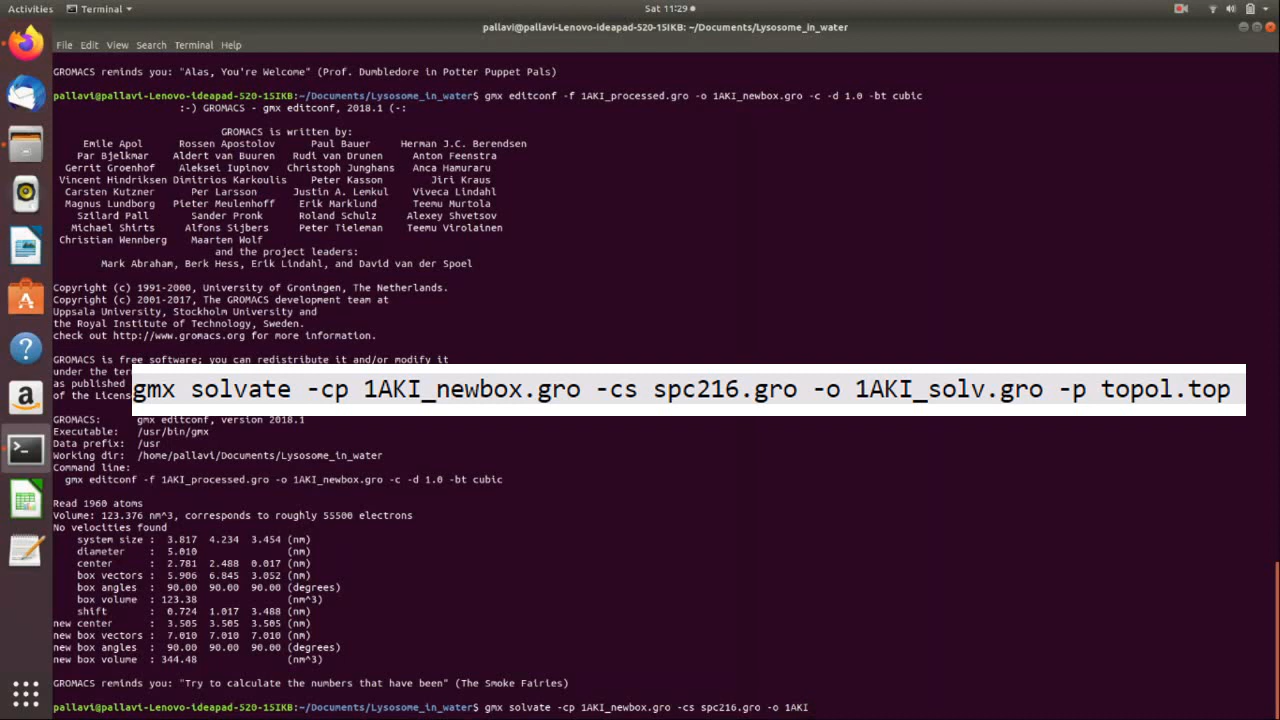 Activities
Terminal
Sat 11:29
pallavi@pallavi-Lenovo-ideapad-520-15IKB: ~/Documents/Lysosome_in_water
File Edit View Search Terminal Help
GROMACS reminds you: "Alas, You're Welcome" (Prof. Dumbledore in Potter Puppet Pals)
pallavi@pallavi-Lenovo-ideapad-520-15IKB:~/Documents/Lysosome_in_water$ gmx editconf -f 1AKI_processed.gro -o 1AKI_newbox.gro -c -d 1.0 -bt cubic
:-) GROMACS - gmx editconf, 2018.1 (-:
GROMACS is written by:
Emile Apol Rossen Apostolov Paul Bauer Herman J.C. Berendsen
Par Bjelkmar Aldert van Buuren Rudi van Drunen Anton Feenstra
Gerrit Groenhof Aleksei Iupinov Christoph Junghans Anca Hamuraru
Vincent Hindriksen Dimitrios Karkoulis Peter Kasson Jiri Kraus
Carsten Kutzner Per Larsson Justin A. Lemkul Viveca Lindahl
Magnus Lundborg Pieter Meulenhoff Erik Marklund Teemu Murtola
Szilard Pall Sander Pronk Roland Schulz Alexey Shvetsov
Michael Shirts Alfons Sijbers Peter Tieleman Teemu Virolainen
Christian Wennberg Maarten Wolf
and the project leaders:
Mark Abraham, Berk Hess, Erik Lindahl, and David van der Spoel
Copyright (c) 1991-2000, University of Groningen, The Netherlands.
Copyright (c) 2001-2017, The GROMACS development team at
Uppsala University, Stockholm University and
the Royal Institute of Technology, Sweden.
check out http://www.gromacs.org for more information.
GROMACS is free software; you can redistribute it and/or modify it
under the ter
as published
of the Licens
gmx solvate -cp 1AKI_newbox.gro -cs spc216.gro -o 1AKI_solv.gro -p topol.top
GROMACS: gmx editconf, version 2018.1
Executable: /usr/bin/gmx
Data prefix: /usr
Working dir: /home/pallavi/Documents/Lysosome_in_water
Command line:
gmx editconf -f 1AKI_processed.gro -o 1AKI_newbox.gro -c -d 1.0 -bt cubic
Read 1960 atoms
Volume: 123.376 nm^3, corresponds to roughly 55500 electrons
No velocities found
system size : 3.817 4.234 3.454 (nm)
diameter : 5.010 (nm)
center : 2.781 2.488 0.017 (nm)
box vectors : 5.906 6.845 3.052 (nm)
box angles : 90.00 90.00 90.00 (degrees)
box volume : 123.38 (nm^3)
shift : 0.724 1.017 3.488 (nm)
new center : 3.505 3.505 3.505 (nm)
new box vectors : 7.010 7.010 7.010 (nm)
new box angles : 90.00 90.00 90.00 (degrees)
new box volume : 344.48 (nm^3)
GROMACS reminds you: "Try to calculate the numbers that have been" (The Smoke Fairies)
pallavi@pallavi-Lenovo-ideapad-520-15IKB:~/Documents/Lysosome_in_water$ gmx solvate -cp 1AKI_newbox.gro -cs spc216.gro -o 1AKI